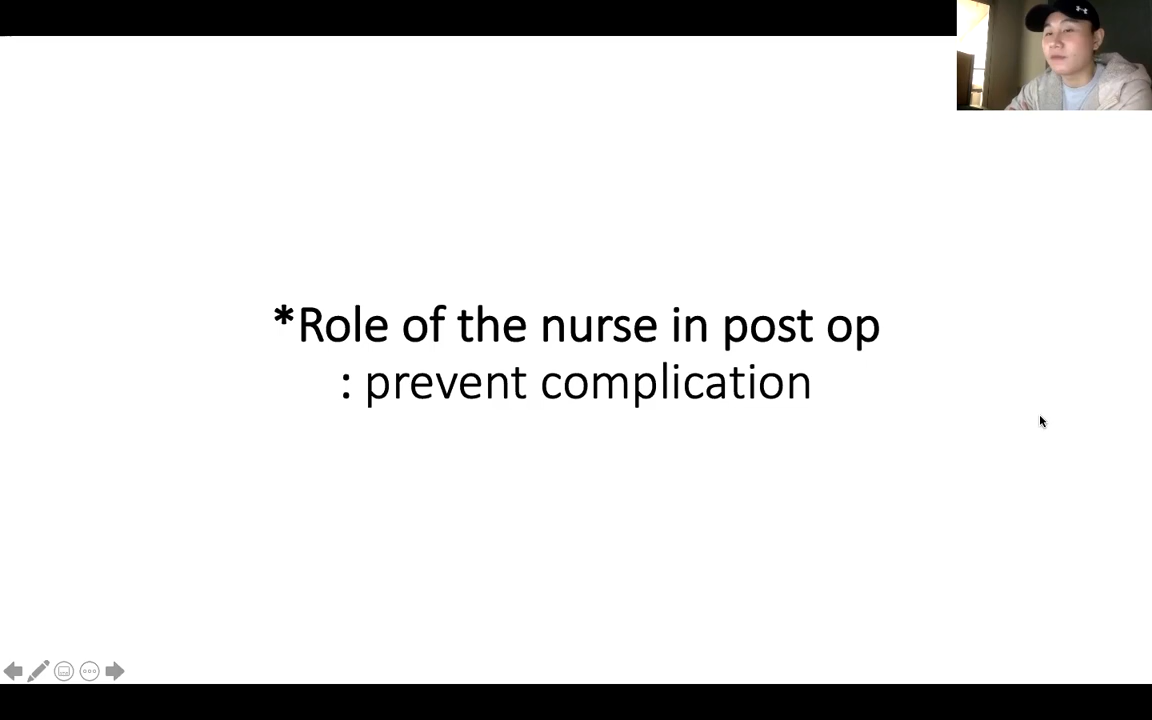 *Role of the nurse in post op
: prevent complication